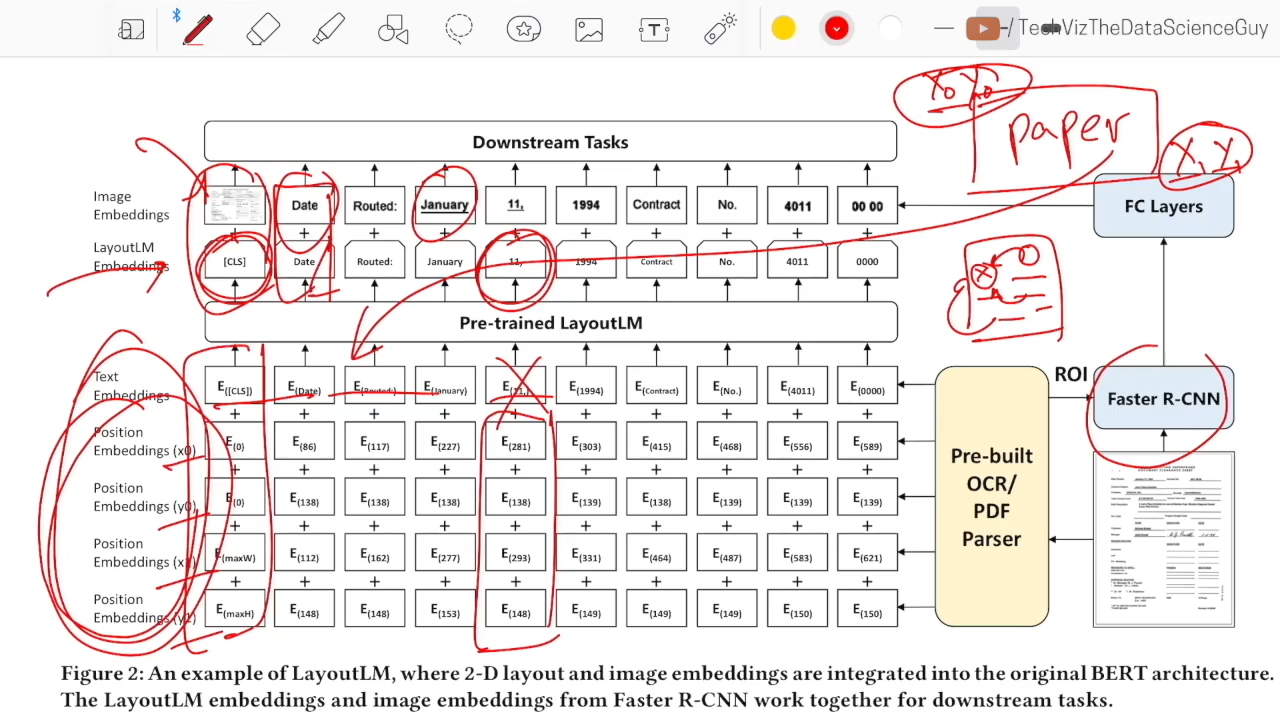 / TechVizTheDataScienceGuy
X0 Y0
paper
X1 Y1
Downstream Tasks
Image
Embeddings
Date Routed: January 11, 1994 Contract No. 4011 00 00
FC Layers
+ + + + + + + + + +
LayoutLM
Embeddings
[CLS] Date Routed: January 11, 1994 Contract No. 4011 0000
Pre-trained LayoutLM
Text
Embeddings
E([CLS]) E(Date) E(Routed:) E(January) E(11,) E(1994) E(Contract) E(No.) E(4011) E(0000)
ROI
Faster R-CNN
+ + + + + + + + + +
Position
Embeddings (x0)
E(0) E(86) E(117) E(227) E(281) E(303) E(415) E(468) E(556) E(589)
+ + + + + + + + + +
Position
Embeddings (y0)
E(0) E(138) E(138) E(138) E(138) E(139) E(138) E(139) E(139) E(139)
+ + + + + + + + + +
Position
Embeddings (x1)
E(maxW) E(112) E(162) E(277) E(293) E(331) E(464) E(487) E(583) E(621)
+ + + + + + + + + +
Position
Embeddings (y1)
E(maxH) E(148) E(148) E(153) E(148) E(149) E(149) E(149) E(150) E(150)
Pre-built
OCR/
PDF
Parser
Figure 2: An example of LayoutLM, where 2-D layout and image embeddings are integrated into the original BERT architecture.
The LayoutLM embeddings and image embeddings from Faster R-CNN work together for downstream tasks.